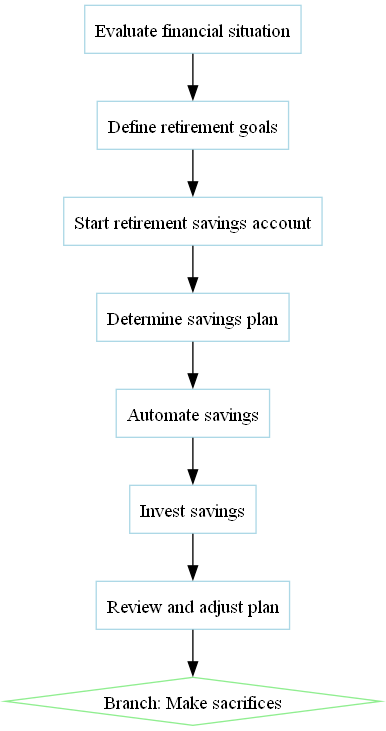 Evaluate financial situation
Define retirement goals
Start retirement savings account
Determine savings plan
Automate savings
Invest savings
Review and adjust plan
Branch: Make sacrifices